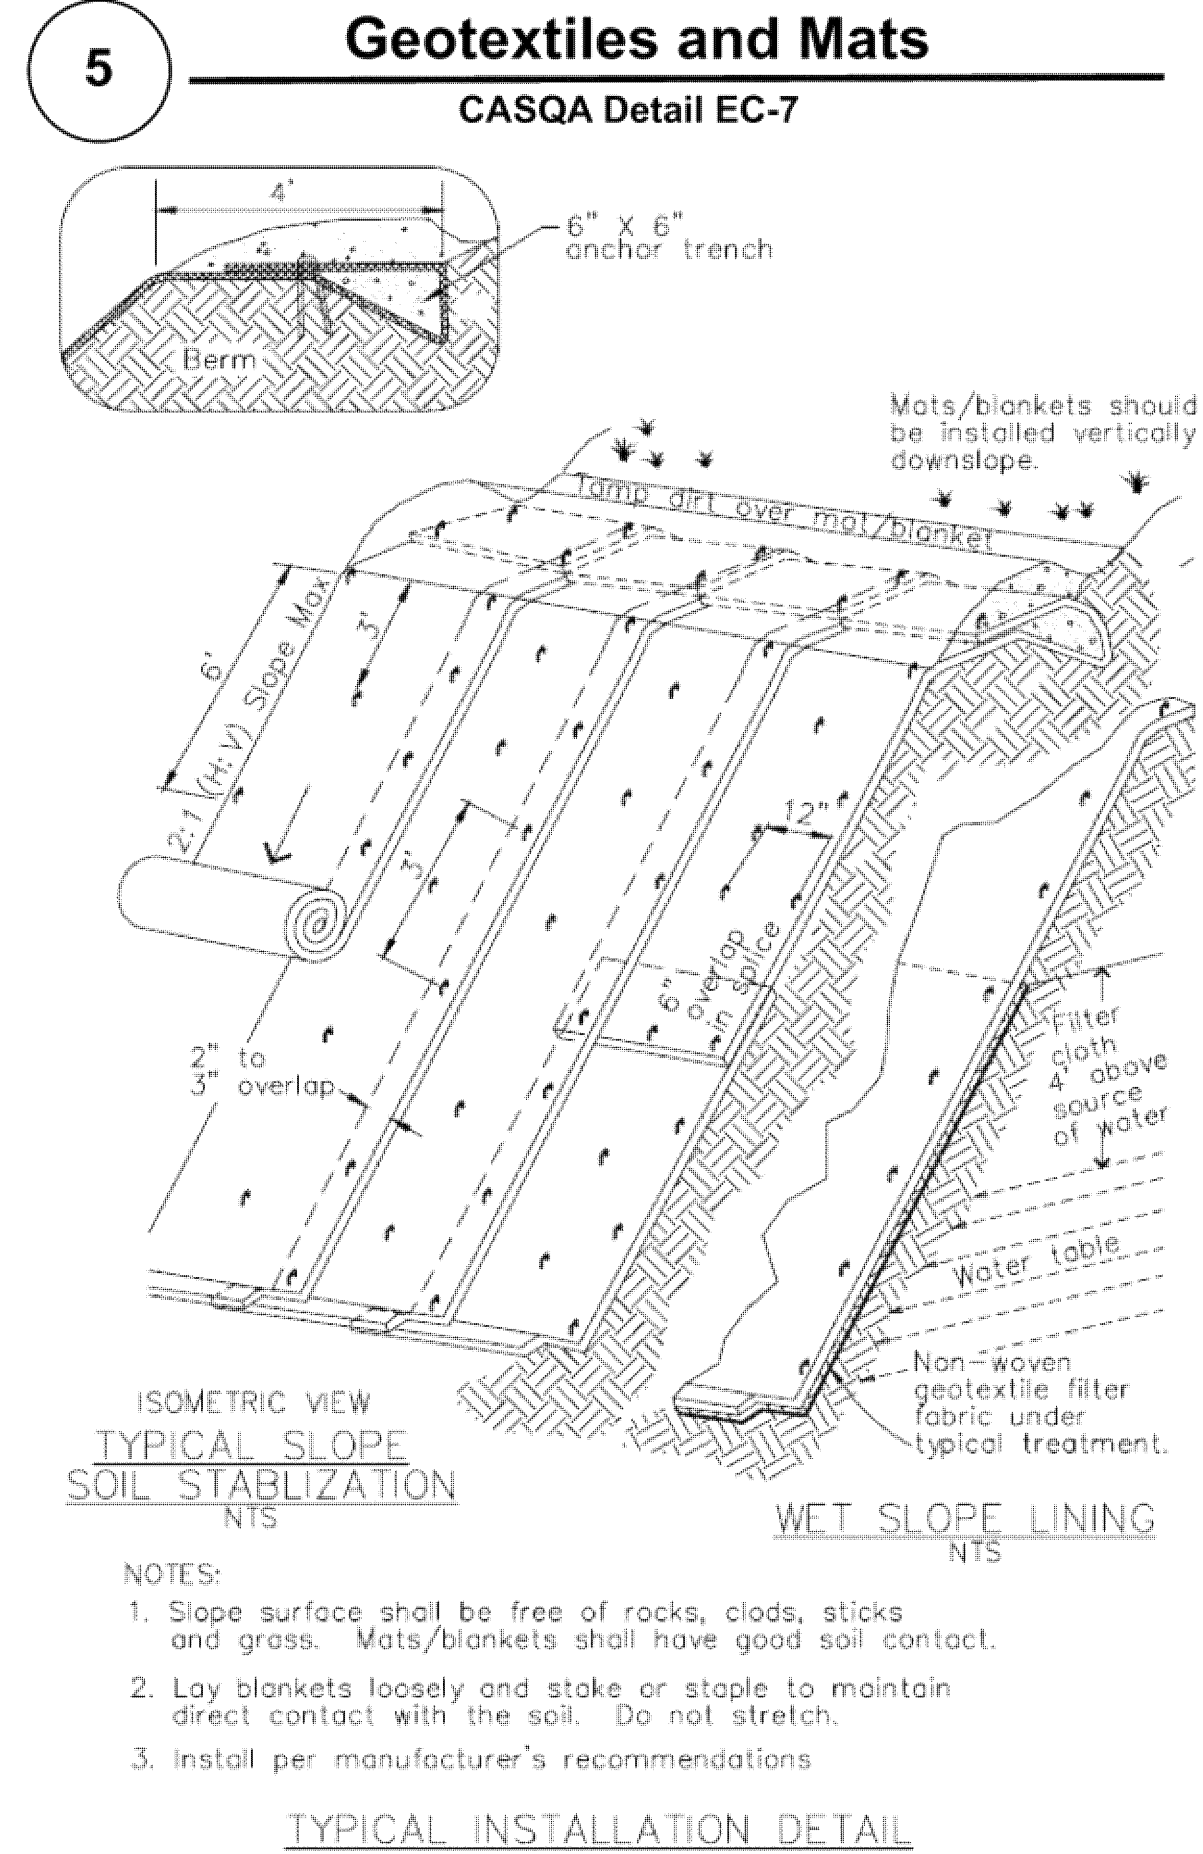 5
Geotextiles and Mats
CASQA Detail EC-7
4'
6" X 6"
anchor trench
Berm
Mats/blankets should
be installed vertically
downslope.
Tamp dirt over mat/blanket
6'
3'
2:1 (H:V) Slope Max
12"
3'
6"
overlap
in splice
2" to
3" overlap
Filter
cloth
4' above
source
of water
Water table
Non-woven
geotextile filter
fabric under
typical treatment.
ISOMETRIC VIEW
TYPICAL SLOPE
SOIL STABLIZATION
NTS
WET SLOPE LINING
NTS
NOTES:
1. Slope surface shall be free of rocks, clods, sticks
and grass. Mats/blankets shall have good soil contact.
2. Lay blankets loosely and stake or staple to maintain
direct contact with the soil. Do not stretch.
3. Install per manufacturer's recommendations
TYPICAL INSTALLATION DETAIL